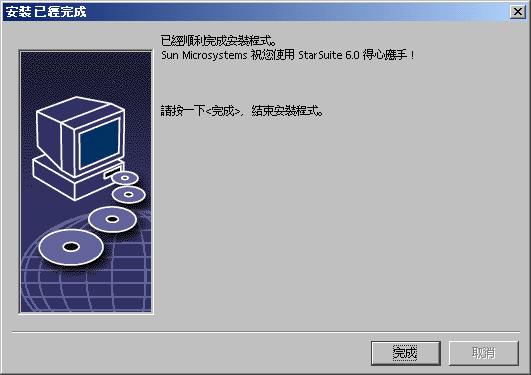 安裝 已經完成
已經順利完成安裝程式。
Sun Microsystems 祝您使用 StarSuite 6.0 得心應手！
請按一下<完成>，結束安裝程式。
完成
取消